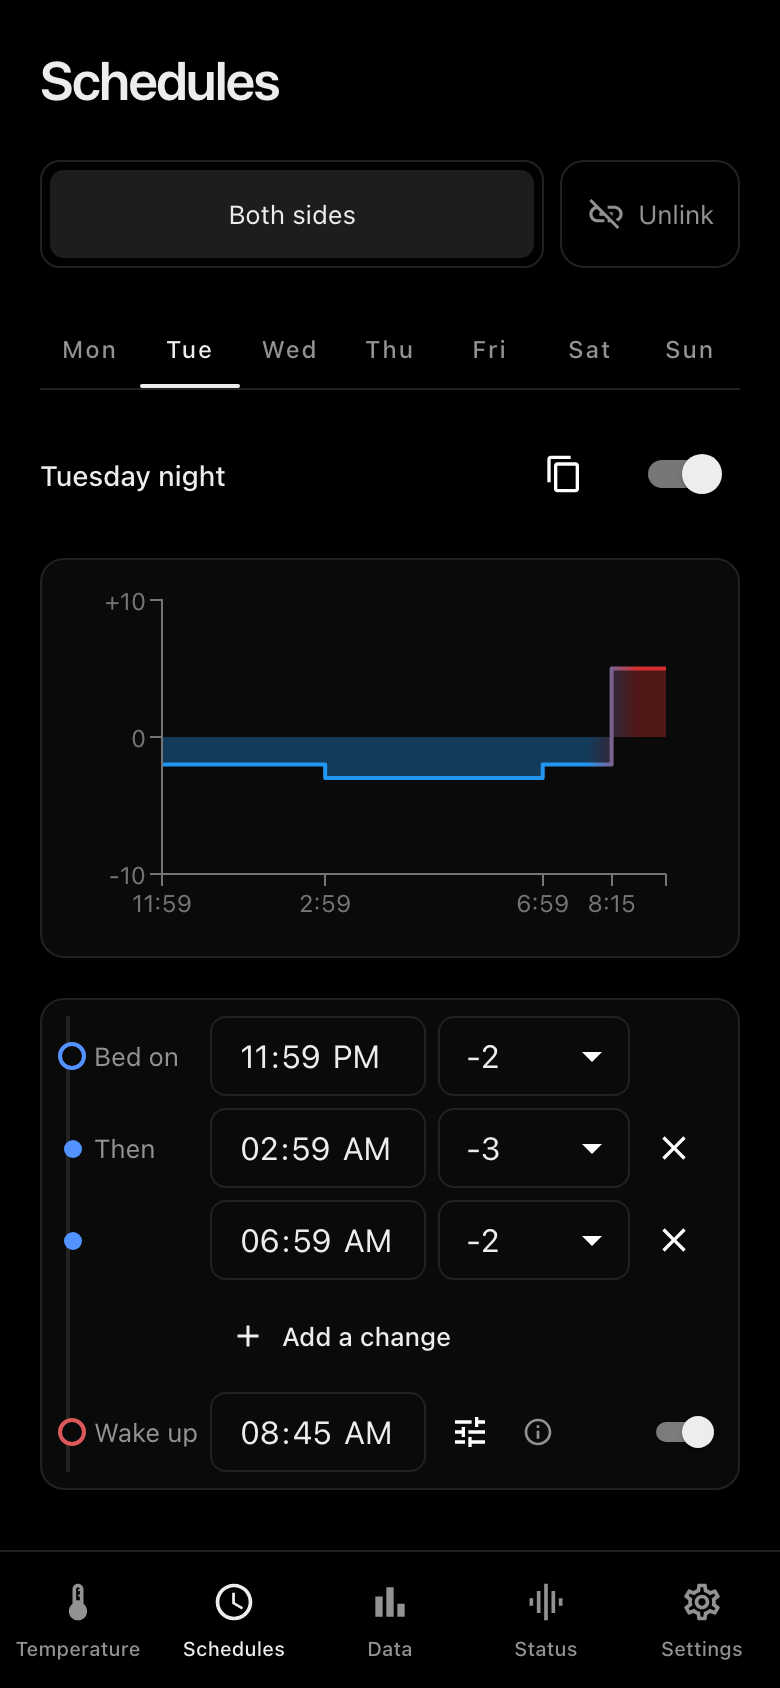 Schedules
Both sides
Unlink
Mon Tue Wed Thu Fri Sat Sun
Tuesday night
+10
0
-10
11:59 2:59 6:59 8:15
Bed on 11:59 PM -2
Then 02:59 AM -3
06:59 AM -2
Add a change
Wake up 08:45 AM
Temperature Schedules Data Status Settings